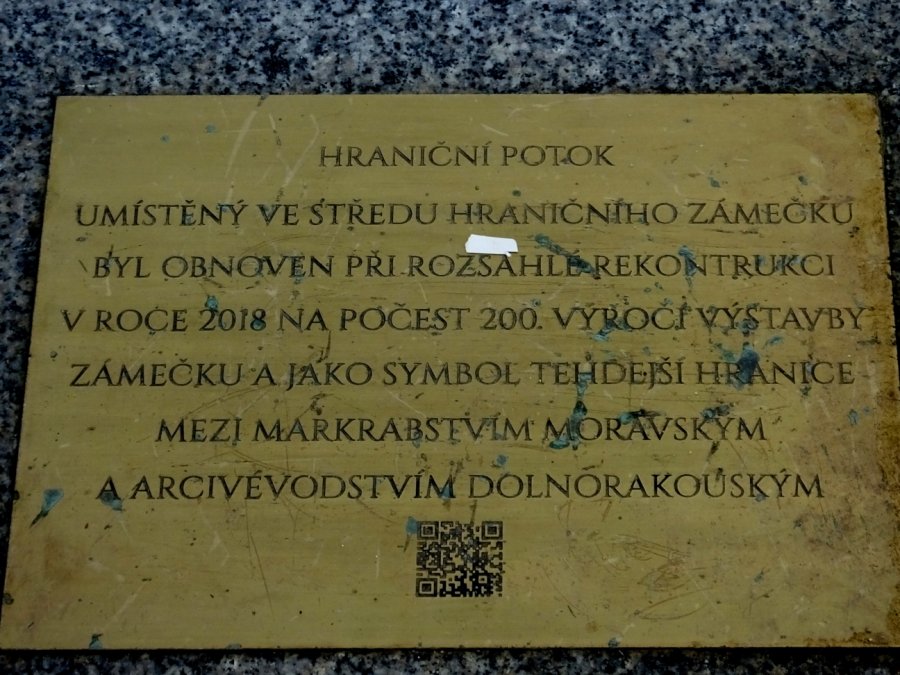 HRANIČNÍ POTOK
UMÍSTĚNÝ VE STŘEDU HRANIČNÍHO ZÁMEČKU
BYL OBNOVEN PŘI ROZSÁHLÉ REKONTRUKCI
V ROCE 2018 NA POČEST 200. VÝROČÍ VÝSTAVBY
ZÁMEČKU A JAKO SYMBOL TEHDEJŠÍ HRANICE
MEZI MARKRABSTVÍM MORAVSKÝM
A ARCIVÉVODSTVÍM DOLNORAKOUSKÝM